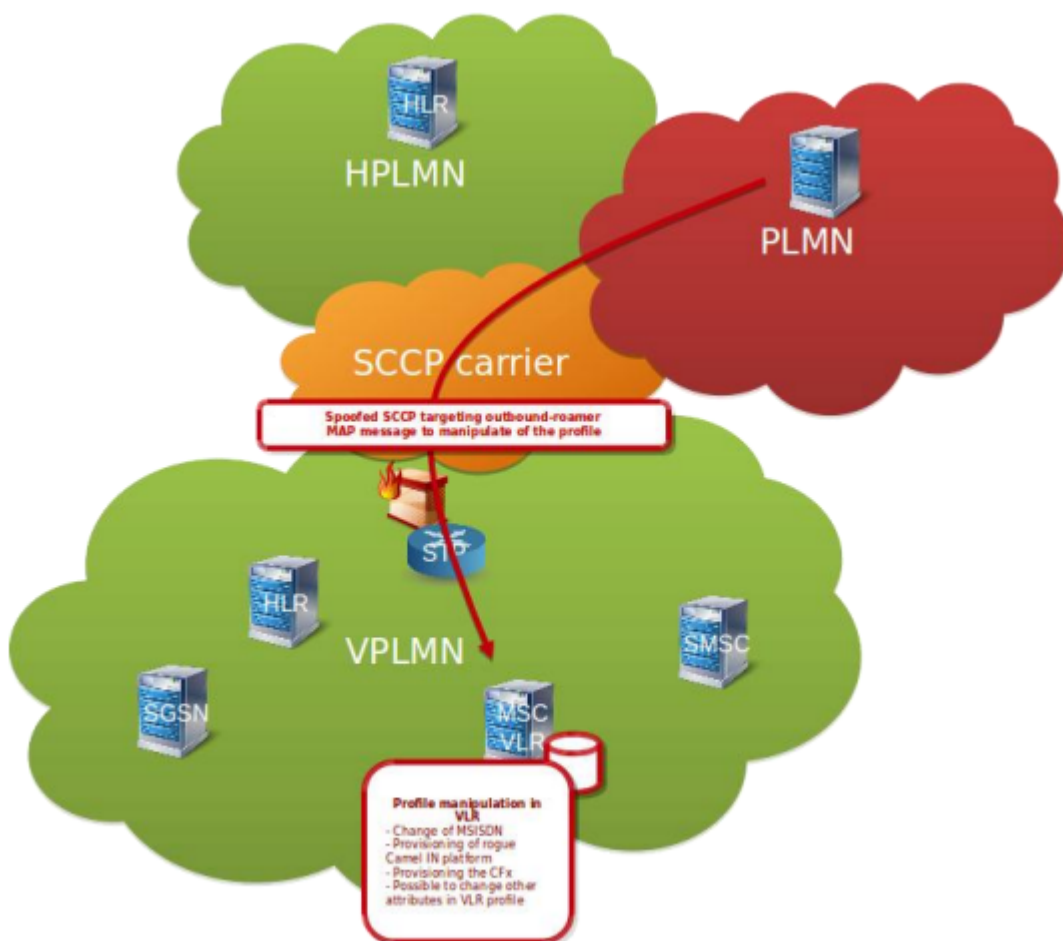 HLR
HPLMN
PLMN
SCCP carrier
Spoofed SCCP targeting outbound-roamer
MAP message to manipulate of the profile
STP
HLR
VPLMN
SMSC
SGSN
MSC
VLR
Profile manipulation in
VLR
- Change of MSISDN
- Provisioning of rogue
Camel IN platform
- Provisioning the CFx
- Possible to change other
attributes in VLR profile